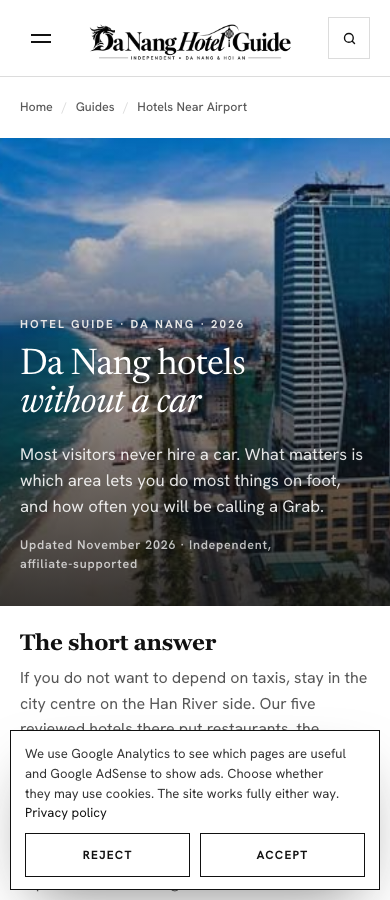 Da Nang Hotel Guide
INDEPENDENT • DA NANG & HOI AN
Home / Guides / Hotels Near Airport
HOTEL GUIDE · DA NANG · 2026
Da Nang hotels
without a car
Most visitors never hire a car. What matters is
which area lets you do most things on foot,
and how often you will be calling a Grab.
Updated November 2026 · Independent,
affiliate-supported
The short answer
If you do not want to depend on taxis, stay in the
city centre on the Han River side. Our five
reviewed hotels there put restaurants, the
We use Google Analytics to see which pages are useful
and Google AdSense to show ads. Choose whether
they may use cookies. The site works fully either way.
Privacy policy
REJECT
ACCEPT